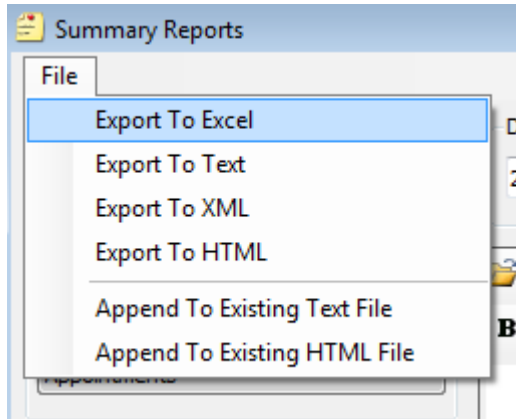 Summary Reports
File
Export To Excel
Export To Text
Export To XML
Export To HTML
Append To Existing Text File
Append To Existing HTML File
B